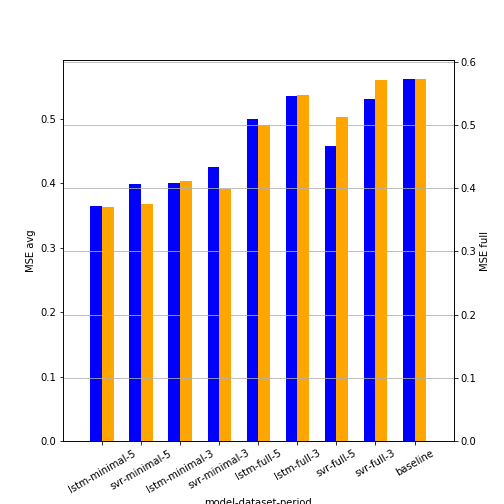 0.6
0.5
0.5
0.4
0.4
0.3
0.3
0.2
0.2
0.1
0.1
0.0
0.0
MSE avg
MSE full
lstm-minimal-5
svr-minimal-5
lstm-minimal-3
svr-minimal-3
lstm-full-5
lstm-full-3
svr-full-5
svr-full-3
baseline
model-dataset-period